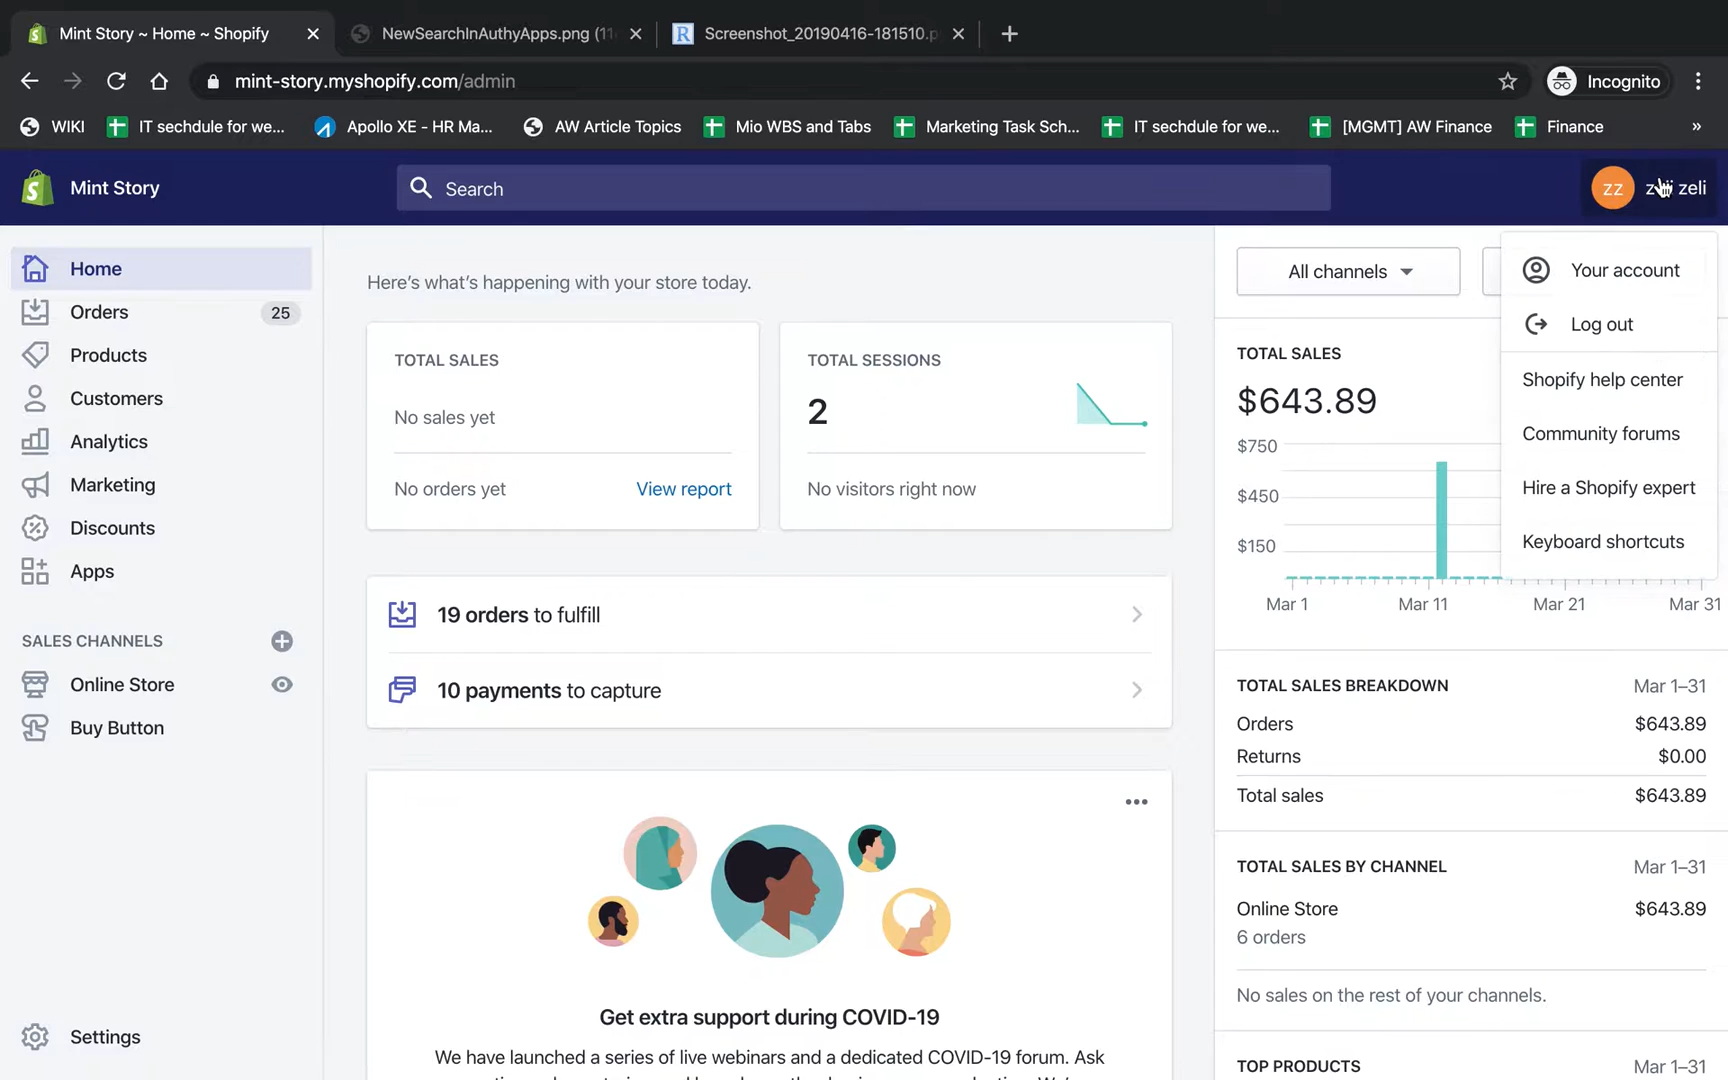 Mint Story ~ Home ~ Shopify
NewSearchInAuthyApps.png (11
Screenshot_20190416-181510.p
mint-story.myshopify.com/admin
Incognito
WIKI
IT sechdule for we...
Apollo XE - HR Ma...
AW Article Topics
Mio WBS and Tabs
Marketing Task Sch...
IT sechdule for we...
[MGMT] AW Finance
Finance
»
Mint Story
Search
ZZ
zeli
Home
Orders
25
Products
Customers
Analytics
Marketing
Discounts
Apps
SALES CHANNELS
Online Store
Buy Button
Settings
Here's what's happening with your store today.
TOTAL SALES
No sales yet
No orders yet
View report
TOTAL SESSIONS
2
No visitors right now
19 orders to fulfill
10 payments to capture
Get extra support during COVID-19
We have launched a series of live webinars and a dedicated COVID-19 forum. Ask
All channels
Your account
Log out
Shopify help center
Community forums
Hire a Shopify expert
Keyboard shortcuts
TOTAL SALES
$643.89
$750
$450
$150
Mar 1
Mar 11
Mar 21
Mar 31
TOTAL SALES BREAKDOWN
Mar 1–31
Orders
$643.89
Returns
$0.00
Total sales
$643.89
TOTAL SALES BY CHANNEL
Mar 1–31
Online Store
$643.89
6 orders
No sales on the rest of your channels.
TOP PRODUCTS
Mar 1–31